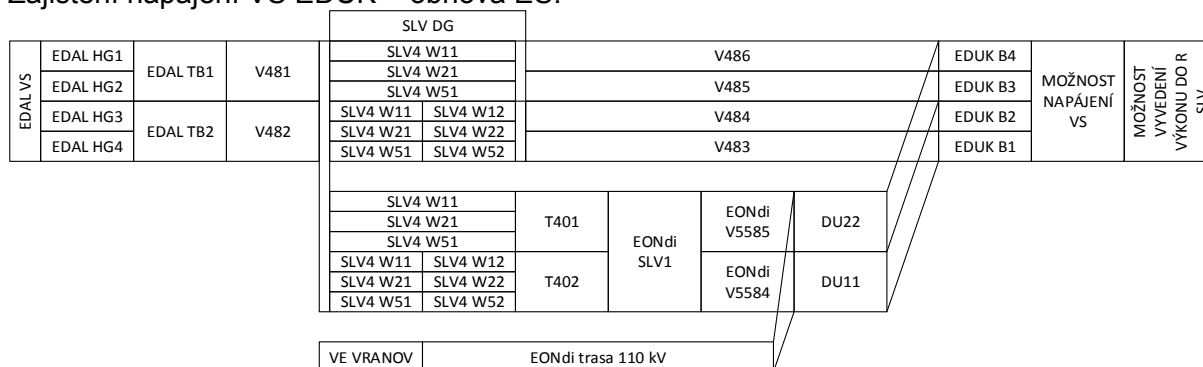 Zajištění napájení VS EDUK – obnova ES:
SLV DG
EDAL VS
EDAL HG1
EDAL HG2
EDAL HG3
EDAL HG4
EDAL TB1
EDAL TB2
V481
V482
SLV4 W11
SLV4 W21
SLV4 W51
SLV4 W11 SLV4 W12
SLV4 W21 SLV4 W22
SLV4 W51 SLV4 W52
V486
V485
V484
V483
EDUK B4
EDUK B3
EDUK B2
EDUK B1
MOŽNOST
NAPÁJENÍ
VS
MOŽNOST
VYVEDENÍ
VÝKONU DO R
SLV
SLV4 W11
SLV4 W21
SLV4 W51
SLV4 W11 SLV4 W12
SLV4 W21 SLV4 W22
SLV4 W51 SLV4 W52
T401
T402
EONdi
SLV1
EONdi
V5585
EONdi
V5584
DU22
DU11
VE VRANOV EONdi trasa 110 kV